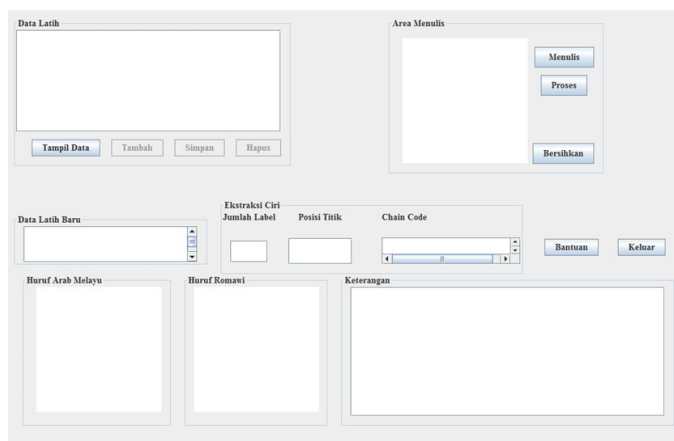 Data Latih
Area Menulis
Menulis
Proses
Tampil Data Tambah Simpan Hapus
Bersihkan
Ekstraksi Ciri
Data Latih Baru
Jumlah Label Posisi Titik Chain Code
Bantuan Keluar
Huruf Arab Melayu
Huruf Romawi
Keterangan